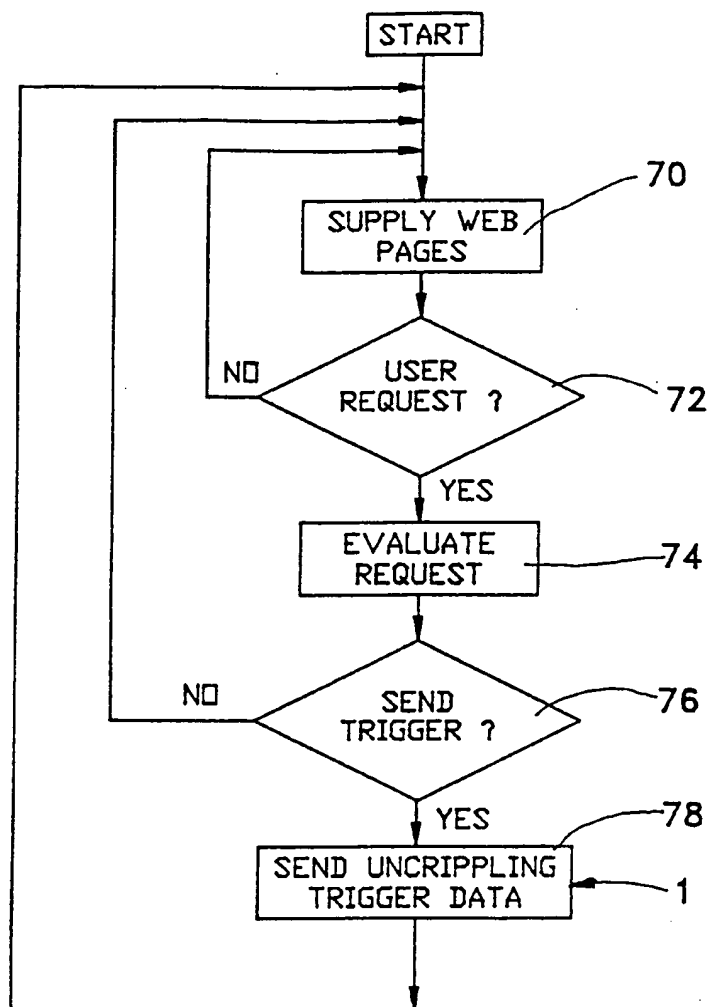 START
SUPPLY WEB
PAGES
70
USER
REQUEST ?
72
NO
YES
EVALUATE
REQUEST
74
SEND
TRIGGER ?
76
NO
YES
78
SEND UNCRIPPLING
TRIGGER DATA
1